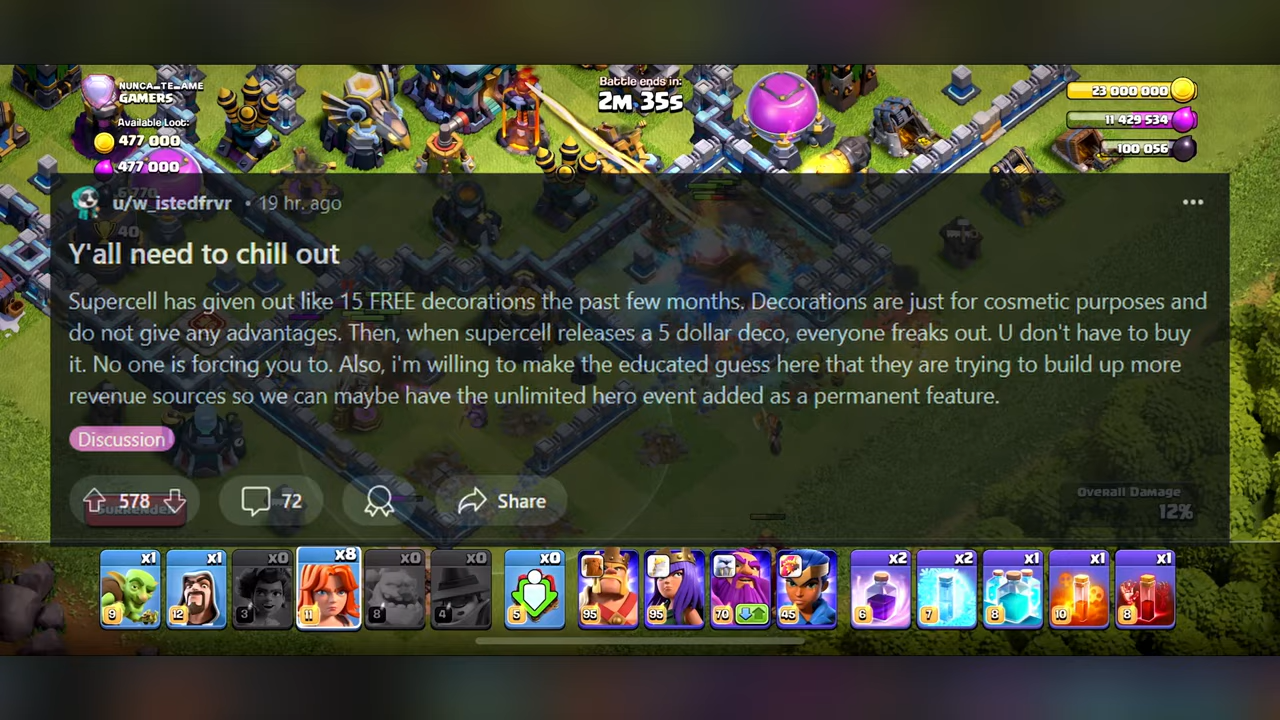 NUNCA_TE_AME
GAMERS
Available Loot:
477 000
477 000
6 770
40
Battle ends in:
2m 35s
23 000 000
11 429 534
100 056
u/w_istedfrvr • 19 hr. ago
Y'all need to chill out
Supercell has given out like 15 FREE decorations the past few months. Decorations are just for cosmetic purposes and
do not give any advantages. Then, when supercell releases a 5 dollar deco, everyone freaks out. U don't have to buy
it. No one is forcing you to. Also, i'm willing to make the educated guess here that they are trying to build up more
revenue sources so we can maybe have the unlimited hero event added as a permanent feature.
Discussion
578
72
Share
Surrender
Overall Damage
12%
x1 x1 x0 x8 x0 x0 x0 x2 x2 x1 x1 x1
9 12 3 11 8 4 5 95 95 70 45 6 7 8 10 8